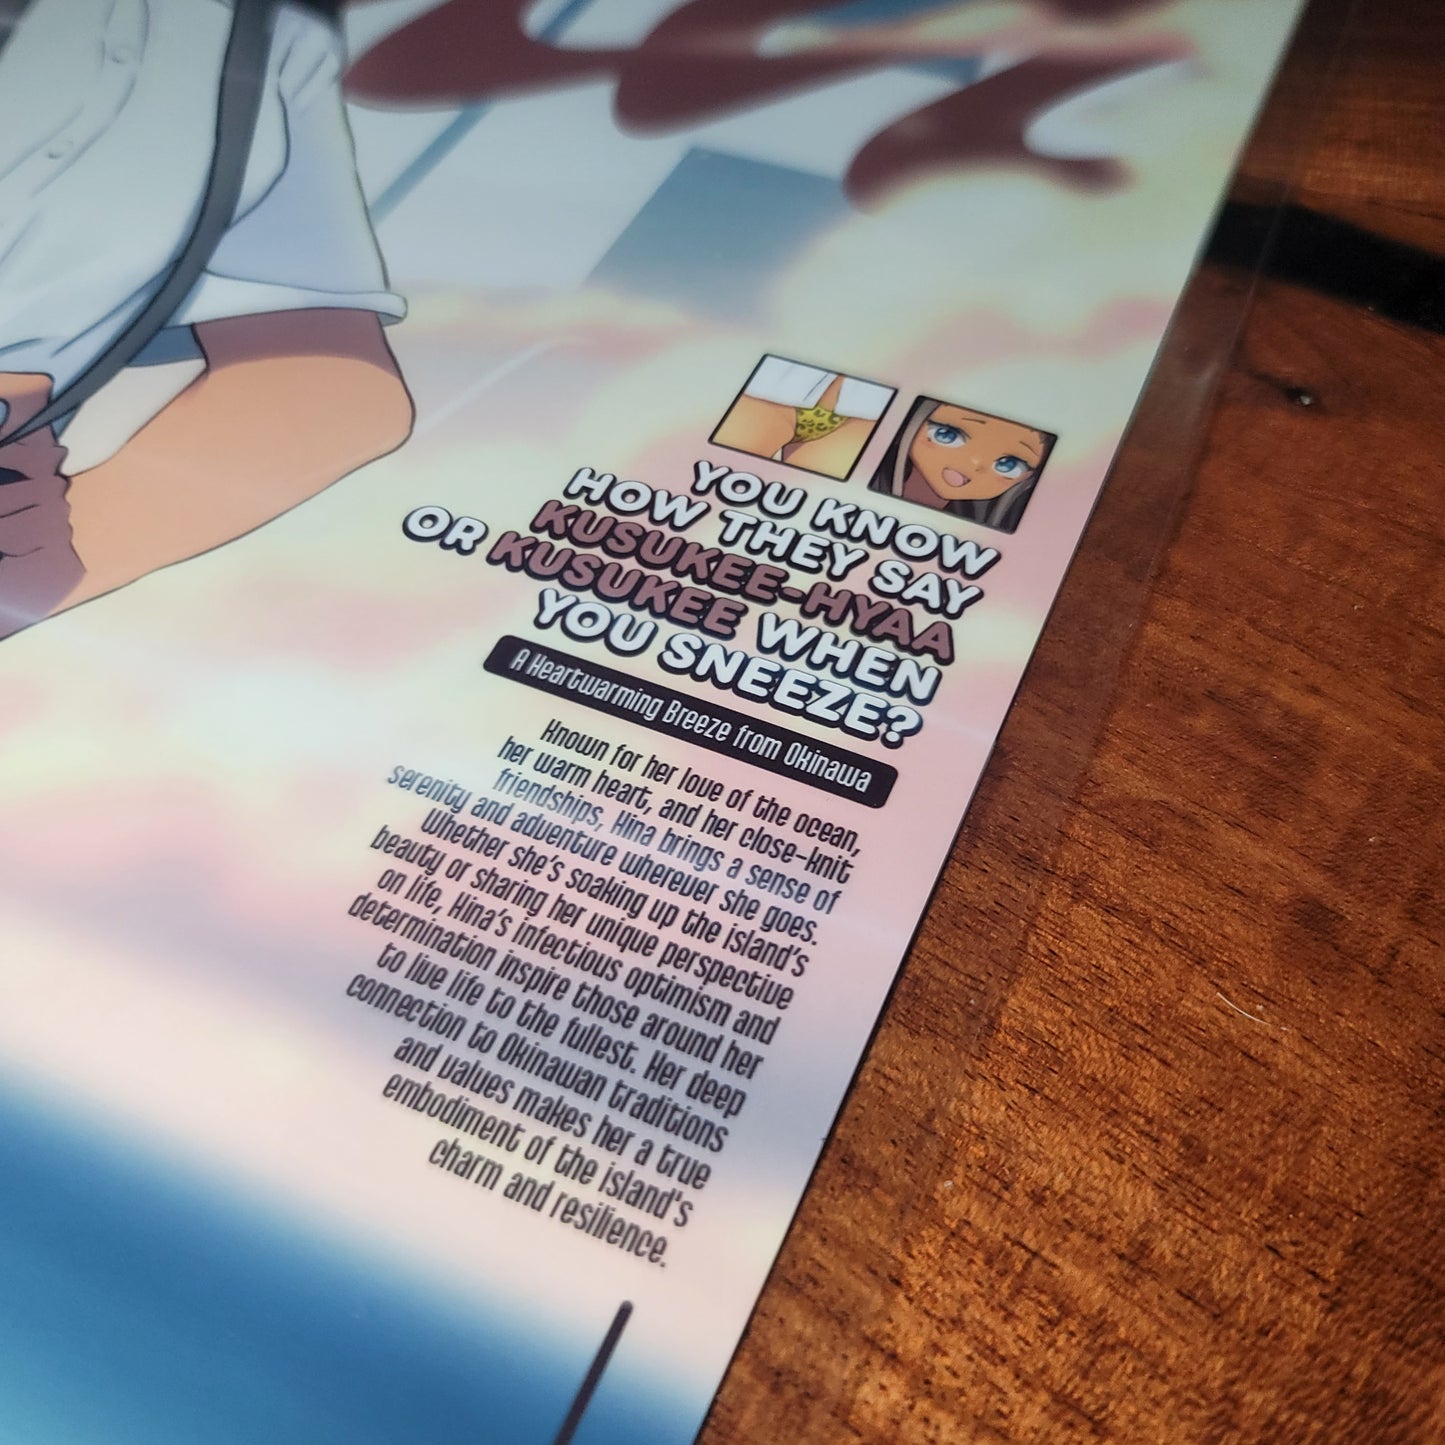 YOU KNOW
HOW THEY SAY
KUSUKEE-HYAA
OR KUSUKEE WHEN
YOU SNEEZE?
A Heartwarming Breeze from Okinawa
Known for her love of the ocean,
her warm heart, and her close-knit
friendships, Hina brings a sense of
serenity and adventure wherever she goes.
Whether she's soaking up the island's
beauty or sharing her unique perspective
on life, Hina's infectious optimism and
determination inspire those around her
to live life to the fullest. Her deep
connection to Okinawan traditions
and values makes her a true
embodiment of the island's
charm and resilience.